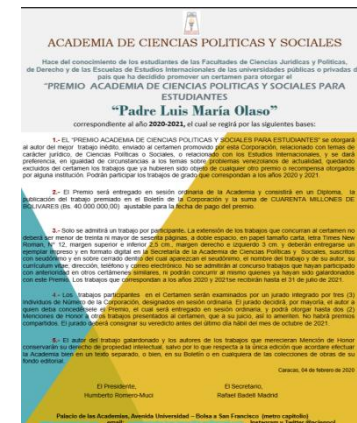 ACADEMIA DE CIENCIAS POLITICAS Y SOCIALES
Hace del conocimiento de los estudiantes de las Facultades de Ciencias Jurídicas y Políticas,
de Derecho y de las Escuelas de Estudios Internacionales de las universidades públicas o privadas d
país que ha decidido promover un certamen para otorgar el
"PREMIO ACADEMIA DE CIENCIAS POLITICAS Y SOCIALES PARA
ESTUDIANTES
"Padre Luis María Olaso"
correspondiente al año 2020-2021, el cual se regirá por las siguientes bases:
1.- EL "PREMIO ACADEMIA DE CIENCIAS POLITICAS Y SOCIALES PARA ESTUDIANTES" se otorgará
al autor del mejor trabajo inédito, enviado al certamen promovido por esta Corporación, relacionado con temas de
carácter jurídico, de Ciencias Políticas o Sociales, o relacionado con los Estudios Internacionales, y se dará
preferencia, en igualdad de circunstancias a los temas sobre problemas venezolanos de actualidad, quedando
excluidos del certamen los trabajos que ya hubieren sido objeto de cualquier otro premio o recompensa otorgados
por alguna institución. Podrán participar los trabajos de grado que correspondan a los años 2020 y 2021.
2.- El Premio será entregado en sesión ordinaria de la Academia y consistirá en un Diploma, la
publicación del trabajo premiado en el Boletín de la Corporación y la suma de CUARENTA MILLONES DE
BOLIVARES (Bs. 40.000.000,00) ajustable para la fecha de pago del premio.
3.- Solo se admitirá un trabajo por participante. La extensión de los trabajos que concurran al certamen no
deberá ser menor de treinta ni mayor de sesenta páginas, a doble espacio, en papel tamaño carta, letra Times New
Roman, N° 12, margen superior e inferior 2,5 cm., margen derecho e izquierdo 3 cm. y deberán entregarse un
ejemplar impreso y en formato digital en la Secretaría de la Academia de Ciencias Políticas y Sociales, suscritos
con seudónimo y en sobre cerrado dentro del cual aparezcan el seudónimo, el nombre del trabajo y de su autor, su
curriculum vitae, dirección, teléfono y correo electrónico. No se admitirán al concurso trabajos que hayan participado
con anterioridad en otros certámenes similares, ni podrán concurrir al mismo quienes ya hayan sido galardonados
con este Premio. Los trabajos que correspondan a los años 2020 y 2021se recibirán hasta el 31 de julio de 2021.
4.- Los trabajos participantes en el Certamen serán examinados por un jurado integrado por tres (3)
Individuos de Número de la Corporación, designados en sesión ordinaria. El jurado decidirá, por mayoría, el autor a
quien deba concedérsele el Premio, el cual será entregado en sesión ordinaria, y podrá otorgar hasta dos (2)
Menciones de Honor a otros trabajos presentados al certamen, que a su juicio, así lo ameriten. No habrá premios
compartidos. El jurado deberá consignar su veredicto antes del último día hábil del mes de octubre de 2021.
5.- El autor del trabajo galardonado y los autores de los trabajos que merecieran Mención de Honor
conservarán su derecho de propiedad intelectual, salvo por lo que respecta a la única edición que acordare efectuar
la Academia bien en un texto separado, o bien, en su Boletín o en cualquiera de las colecciones de obras de su
fondo editorial.
Caracas, 04 de febrero de 2020
El Presidente, El Secretario,
Humberto Romero-Muci Rafael Badell Madrid
Palacio de las Academias, Avenida Universidad – Bolsa a San Francisco (metro capitolio)